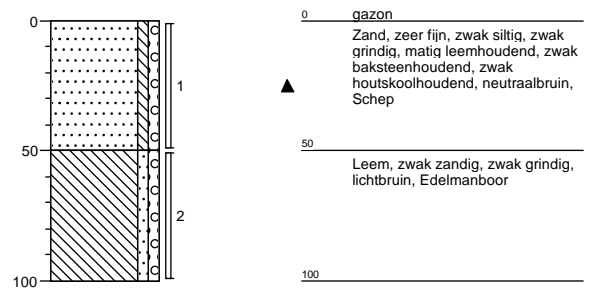 0
50
100
1
2
0
gazon
Zand, zeer fijn, zwak siltig, zwak
grindig, matig leemhoudend, zwak
baksteenhoudend, zwak
houtskoolhoudend, neutraalbruin,
Schep
50
Leem, zwak zandig, zwak grindig,
lichtbruin, Edelmanboor
100